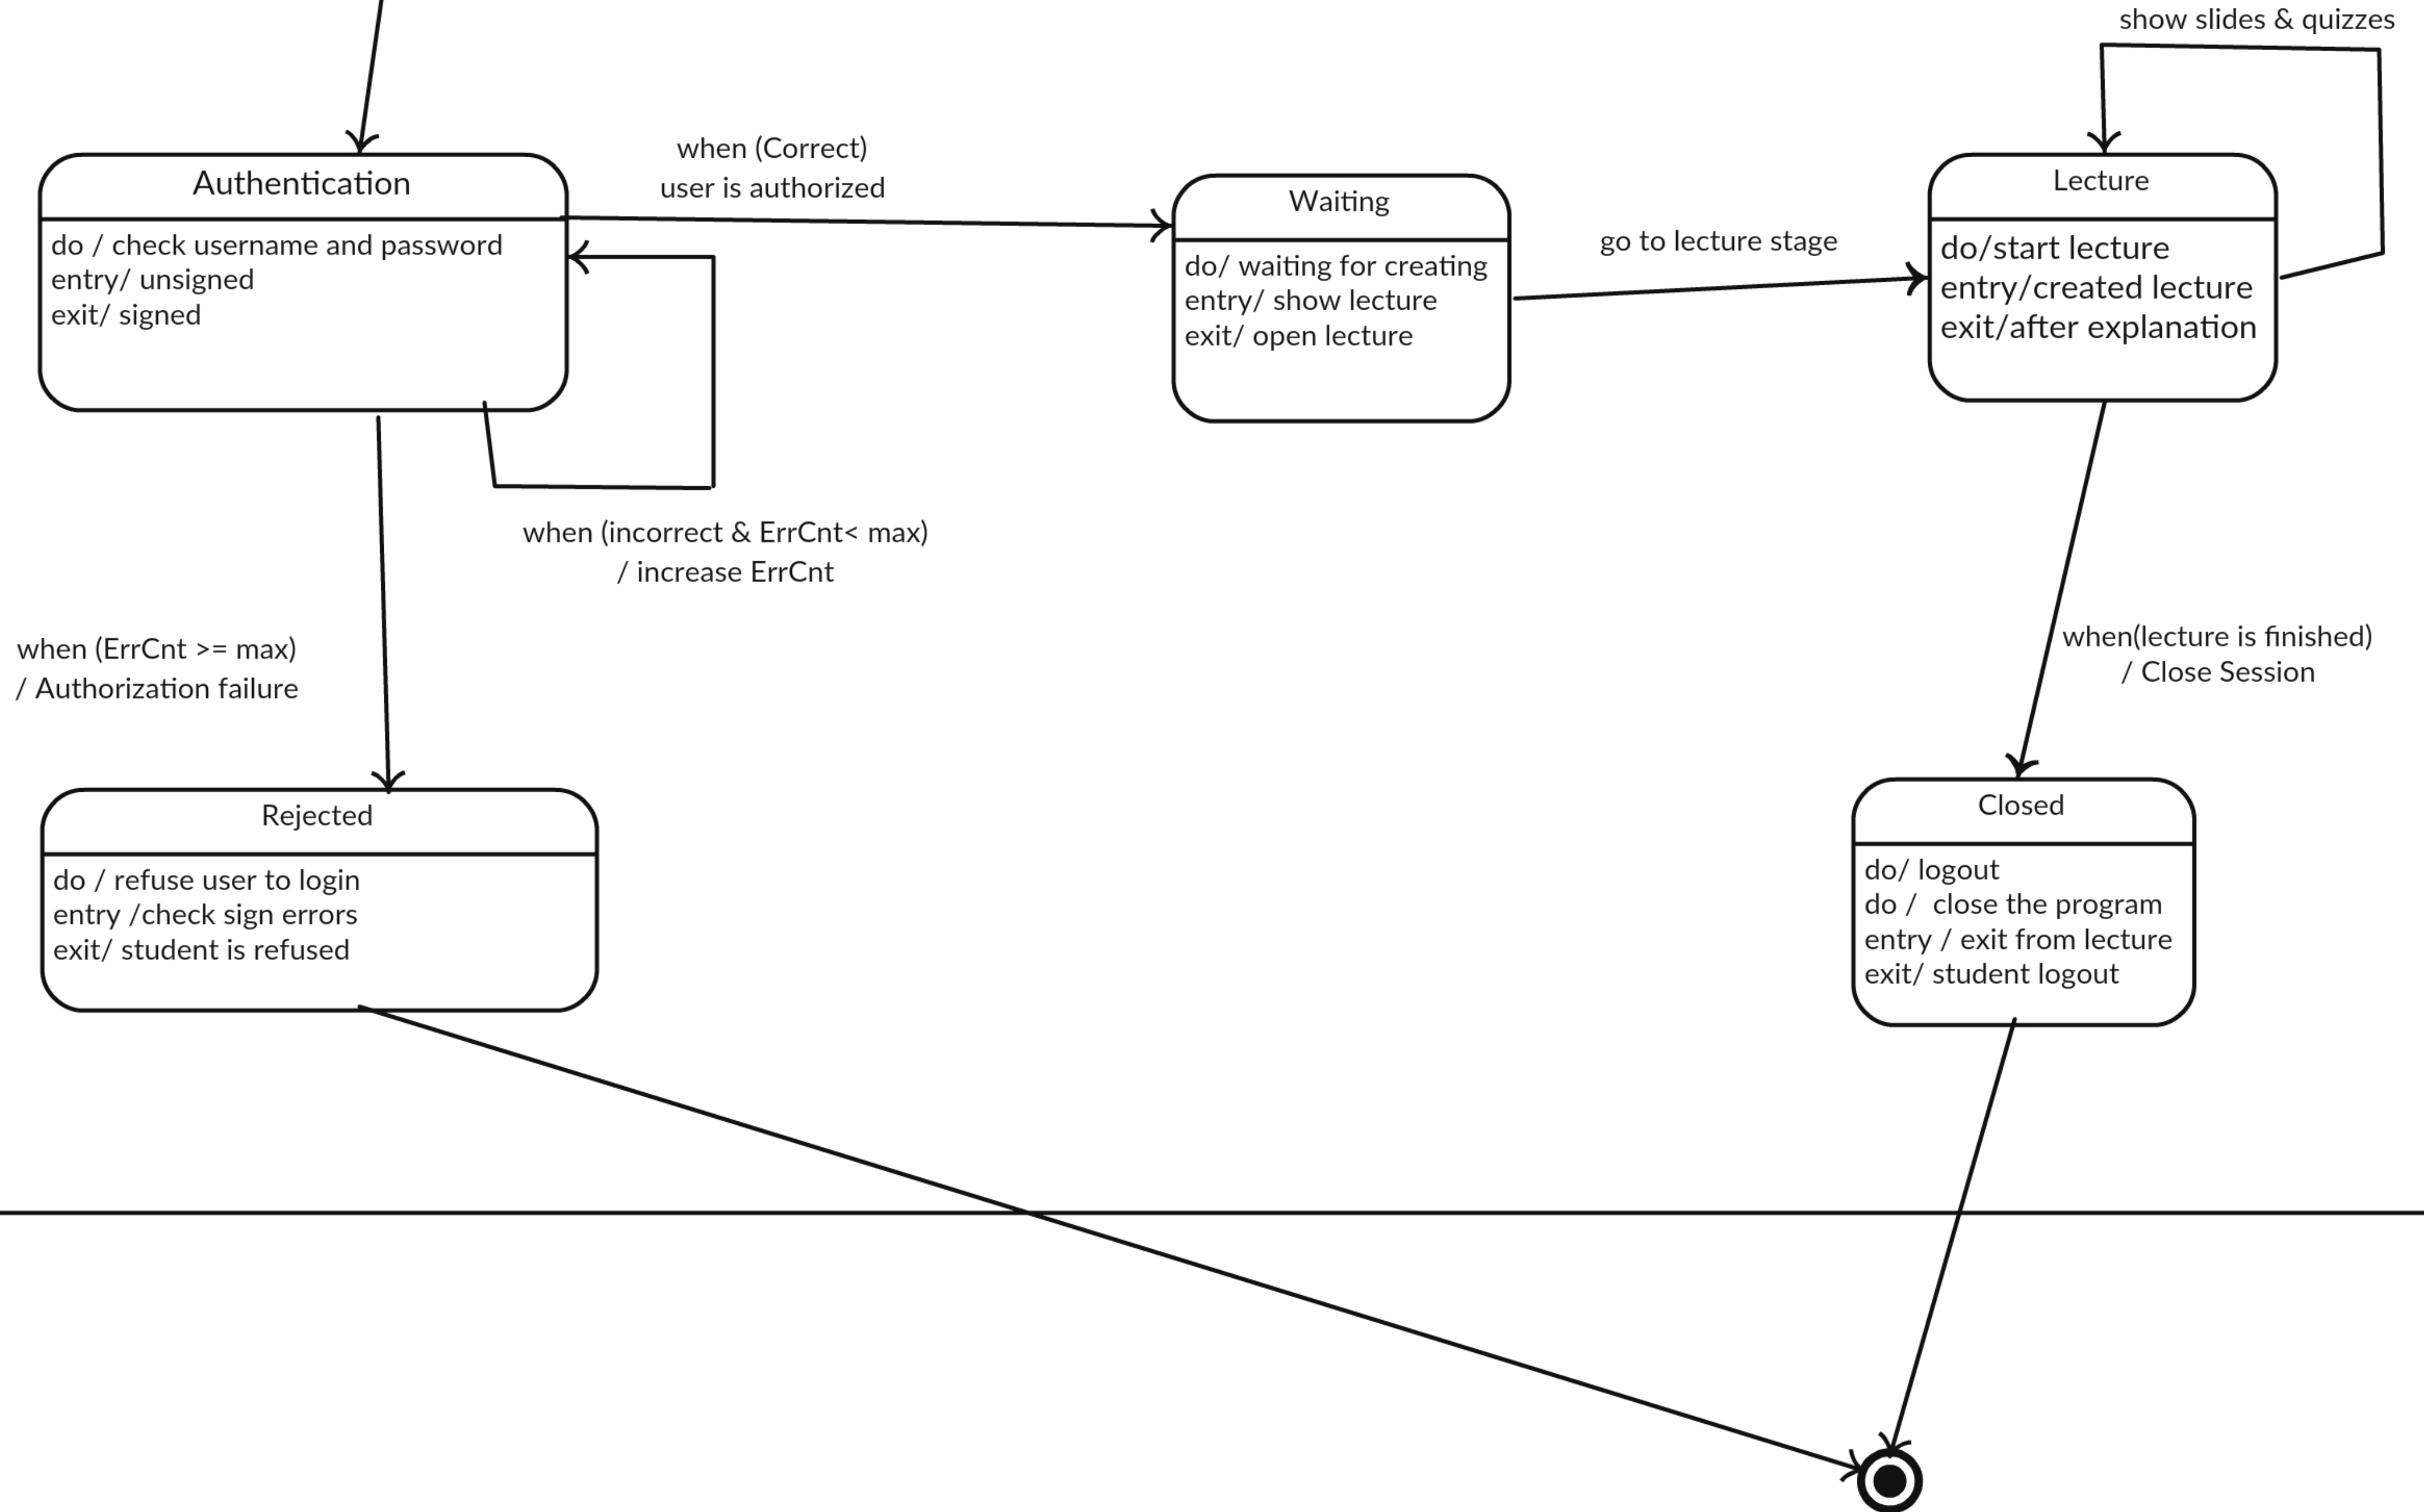 show slides & quizzes
Authentication
do / check username and password
entry/ unsigned
exit/ signed
when (Correct)
user is authorized
Waiting
do/ waiting for creating
entry/ show lecture
exit/ open lecture
go to lecture stage
Lecture
do/start lecture
entry/created lecture
exit/after explanation
when (incorrect & ErrCnt< max)
/ increase ErrCnt
when (ErrCnt >= max)
/ Authorization failure
when(lecture is finished)
/ Close Session
Rejected
do / refuse user to login
entry /check sign errors
exit/ student is refused
Closed
do/ logout
do /  close the program
entry / exit from lecture
exit/ student logout